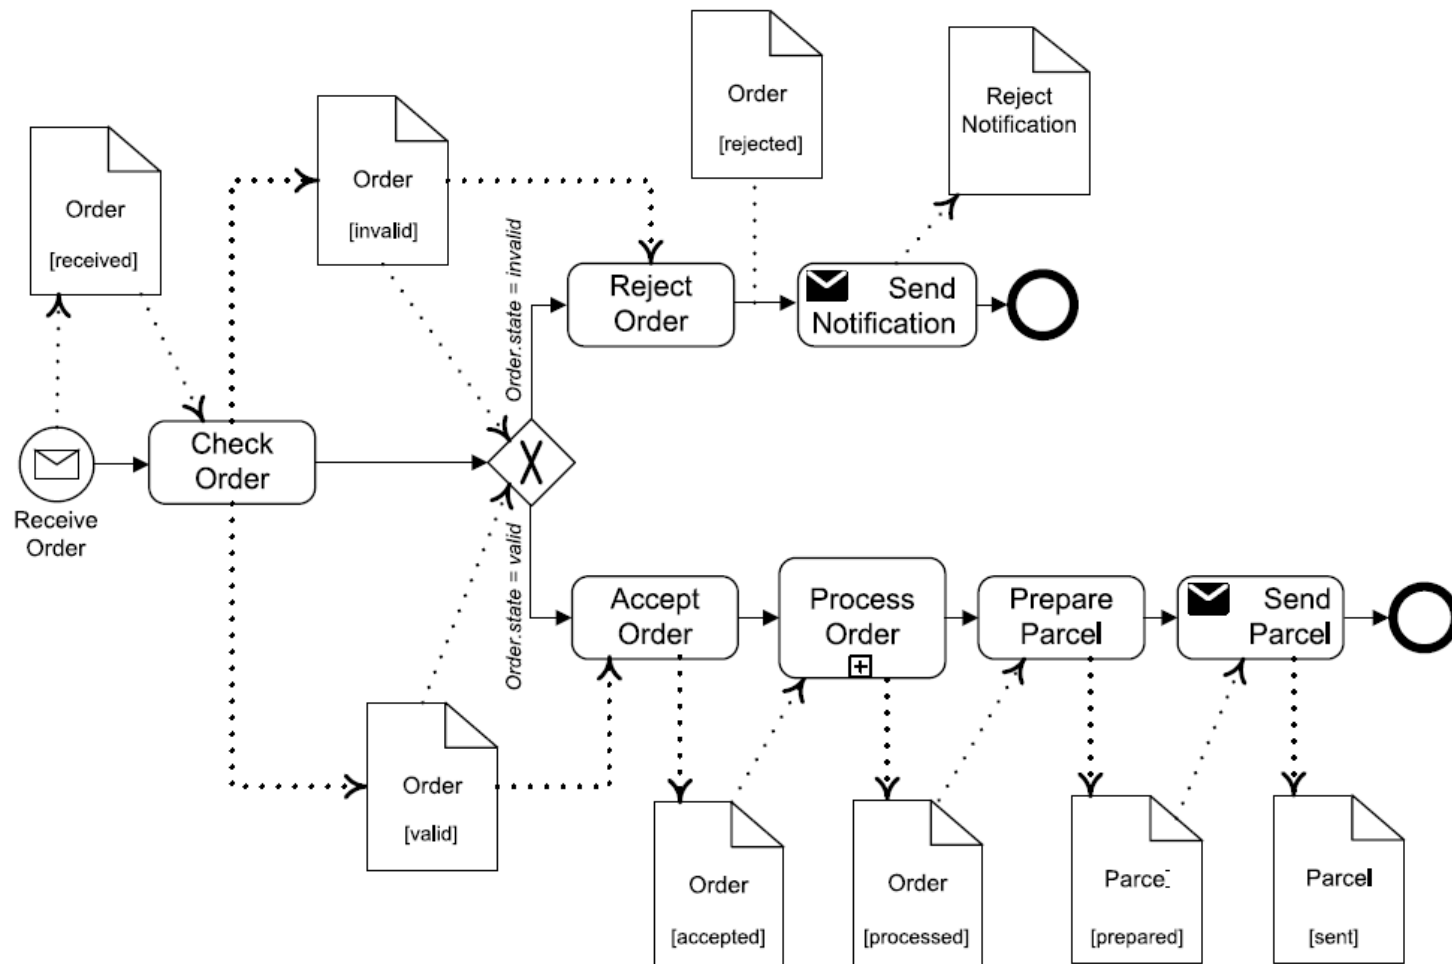 Order
[rejected]
Reject
Notification
Order
[received]
Order
[invalid]
Order.state = invalid
Reject
Order
Send
Notification
Check
Order
X
Receive
Order
Order.state = valid
Accept
Order
Process
Order
Prepare
Parcel
Send
Parcel
Order
[valid]
Order
[accepted]
Order
[processed]
Parcel
[prepared]
Parcel
[sent]